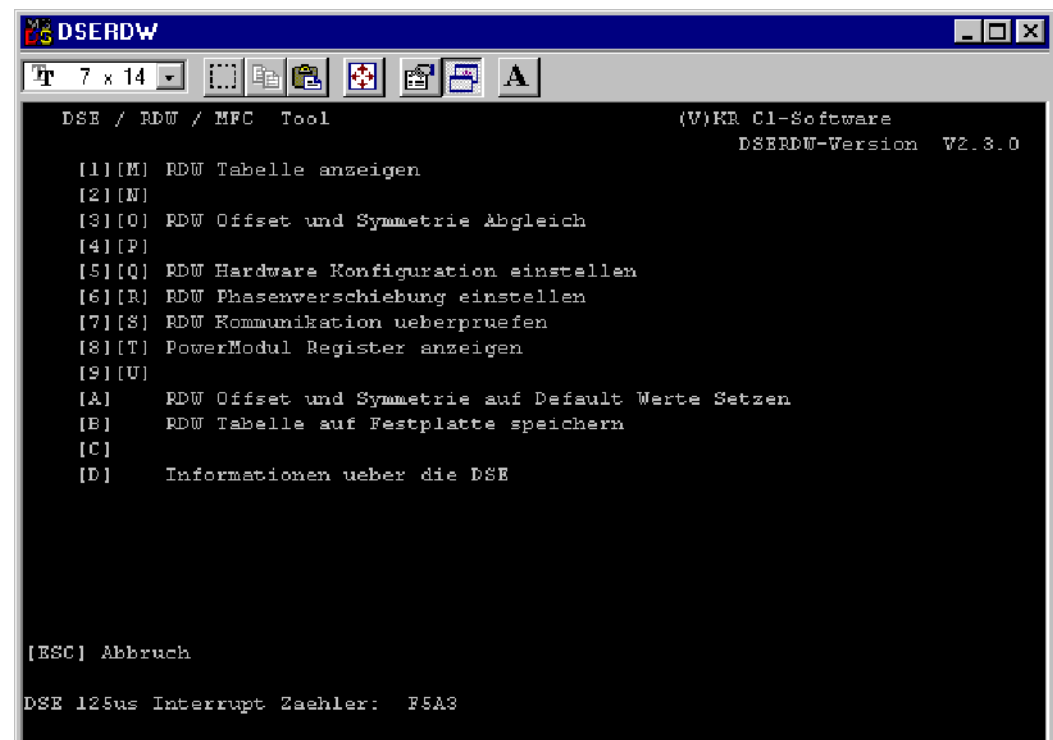 DSERDW
Tr 7 x 14 A
DSE / RDW / MFC Tool (V)KR C1-Software
DSERDW-Version V2.3.0
[1][M] RDW Tabelle anzeigen
[2][N]
[3][O] RDW Offset und Symmetrie Abgleich
[4][P]
[5][Q] RDW Hardware Konfiguration einstellen
[6][R] RDW Phasenverschiebung einstellen
[7][S] RDW Kommunikation ueberpruefen
[8][T] PowerModul Register anzeigen
[9][U]
[A] RDW Offset und Symmetrie auf Default Werte Setzen
[B] RDW Tabelle auf Festplatte speichern
[C]
[D] Informationen ueber die DSE
[ESC] Abbruch
DSE 125us Interrupt Zaehler: F5A3